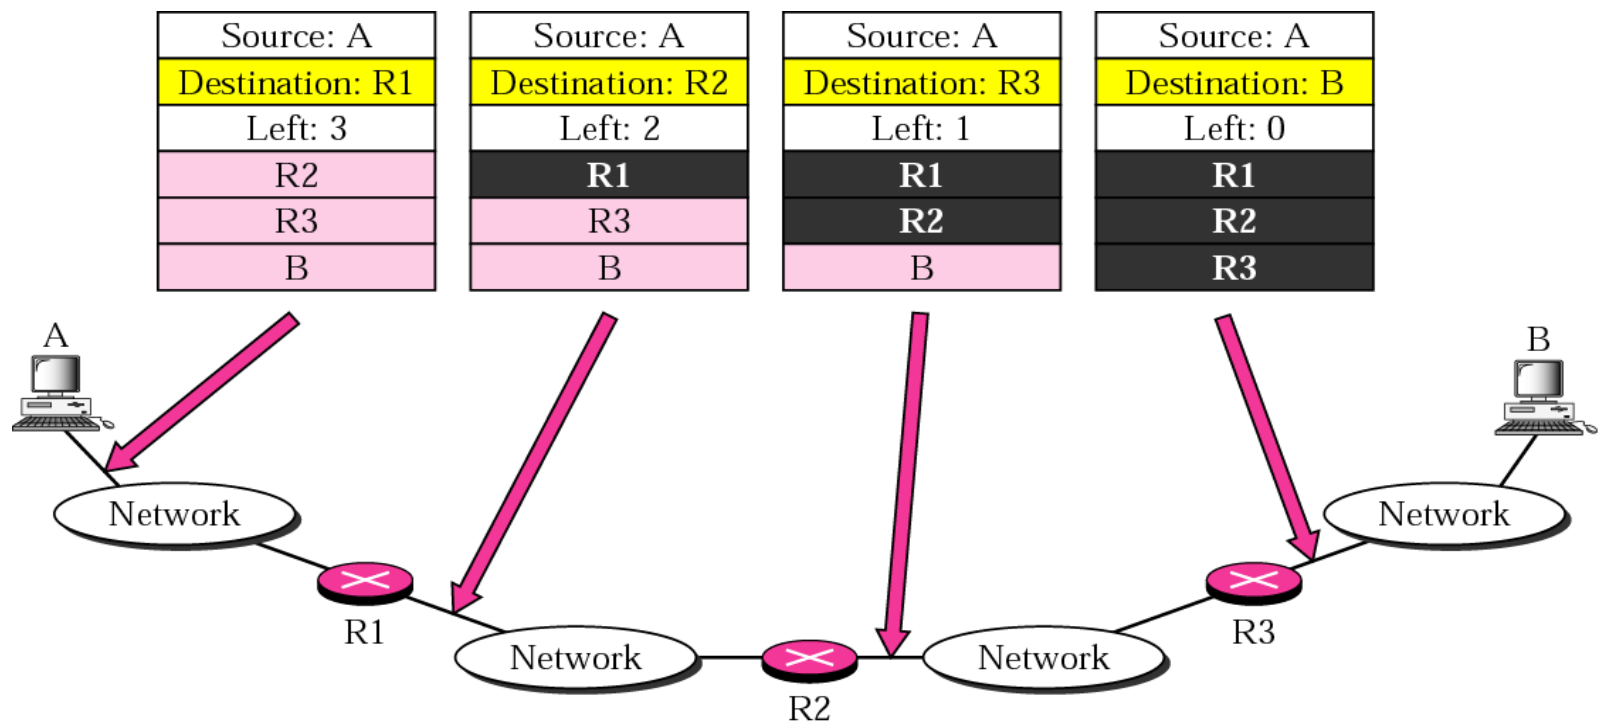 Source: A
Destination: R1
Left: 3
R2
R3
B
Source: A
Destination: R2
Left: 2
R1
R3
B
Source: A
Destination: R3
Left: 1
R1
R2
B
Source: A
Destination: B
Left: 0
R1
R2
R3
A
B
Network
Network
R1
R3
Network
Network
R2